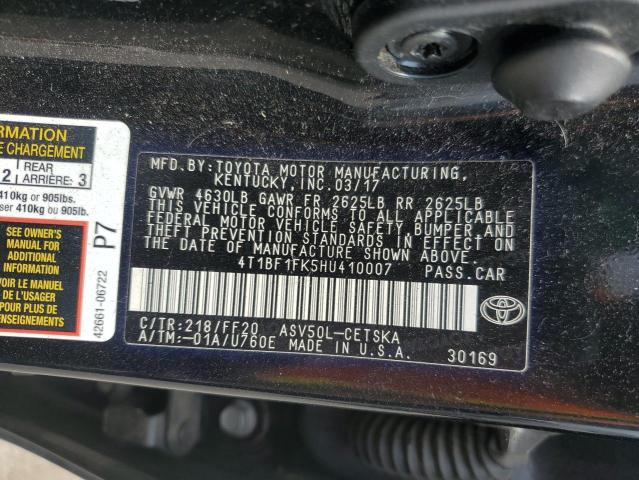 RMATION
E CHARGEMENT
2 REAR ARRIÈRE: 3
410kg or 905lbs.
ser 410kg ou 905lb.
SEE OWNER'S
MANUAL FOR
ADDITIONAL
INFORMATION
VOIR LE MANUEL
DE L'USAGER
POUR PLUS DE
RENSEIGNEMENTS
P7
42661-06722
MFD.BY:TOYOTA MOTOR MANUFACTURING,
KENTUCKY,INC.03/17
GVWR 4630LB GAWR FR 2625LB RR 2625LB
THIS VEHICLE CONFORMS TO ALL APPLICABLE
FEDERAL MOTOR VEHICLE SAFETY,BUMPER AND
THEFT PREVENTION STANDARDS IN EFFECT ON
THE DATE OF MANUFACTURE SHOWN ABOVE.
4T1BF1FK5HU410007 PASS.CAR
C/TR:218/FF20 ASV50L-CETSKA
A/TM:-01A/U760E MADE IN U.S.A. 30169